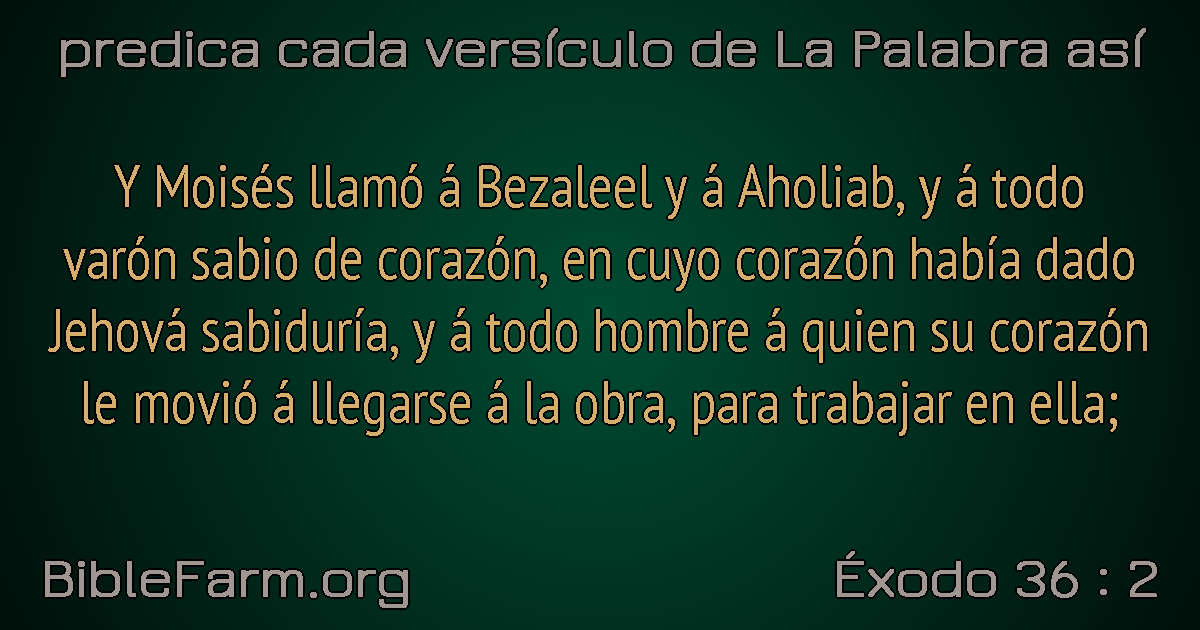 predica cada versículo de La Palabra así
Y Moisés llamó á Bezaleel y á Aholiab, y á todo
varón sabio de corazón, en cuyo corazón había dado
Jehová sabiduría, y á todo hombre á quien su corazón
le movió á llegarse á la obra, para trabajar en ella;
BibleFarm.org
Éxodo 36 : 2